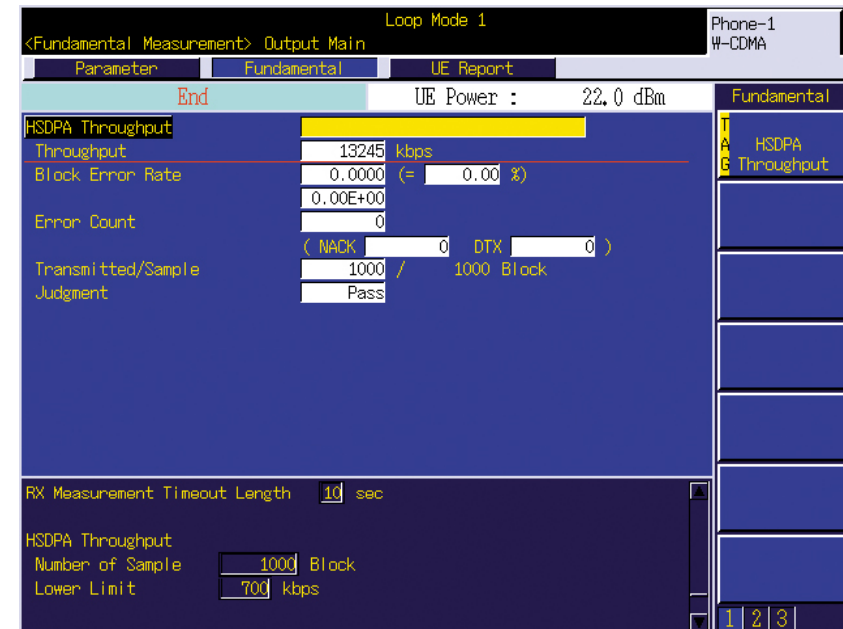 Loop Mode 1
<Fundamental Measurement> Output Main
Phone-1
W-CDMA
Parameter Fundamental UE Report
End UE Power : 22.0 dBm
Fundamental
HSDPA Throughput
Throughput 13245 kbps
Block Error Rate 0.0000 (= 0.00 %)
0.00E+00
Error Count 0
( NACK 0 DTX 0 )
Transmitted/Sample 1000 / 1000 Block
Judgment Pass
TAG
HSDPA
Throughput
RX Measurement Timeout Length 10 sec
HSDPA Throughput
Number of Sample 1000 Block
Lower Limit 700 kbps
1 2 3